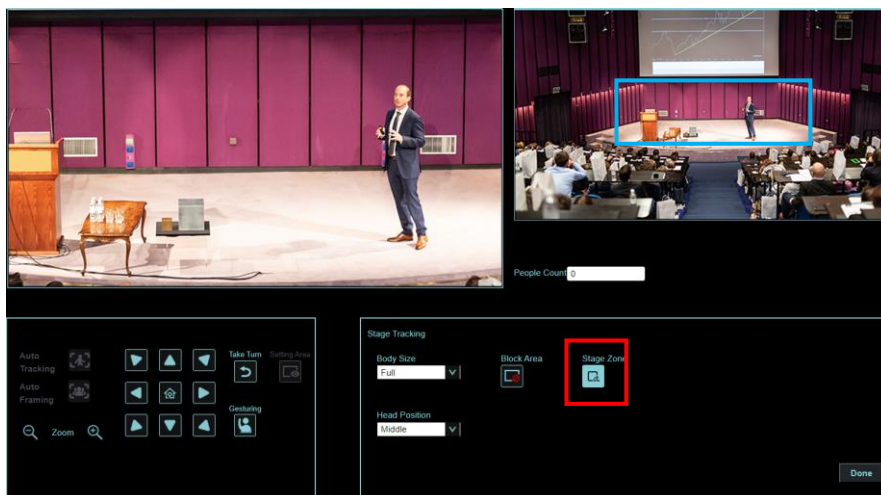 People Count 0
Stage Tracking
Auto Tracking
Take Turn
Setting Area
Body Size
Full
Block Area
Stage Zone
Auto Framing
Gesturing
Head Position
Middle
Zoom
Done